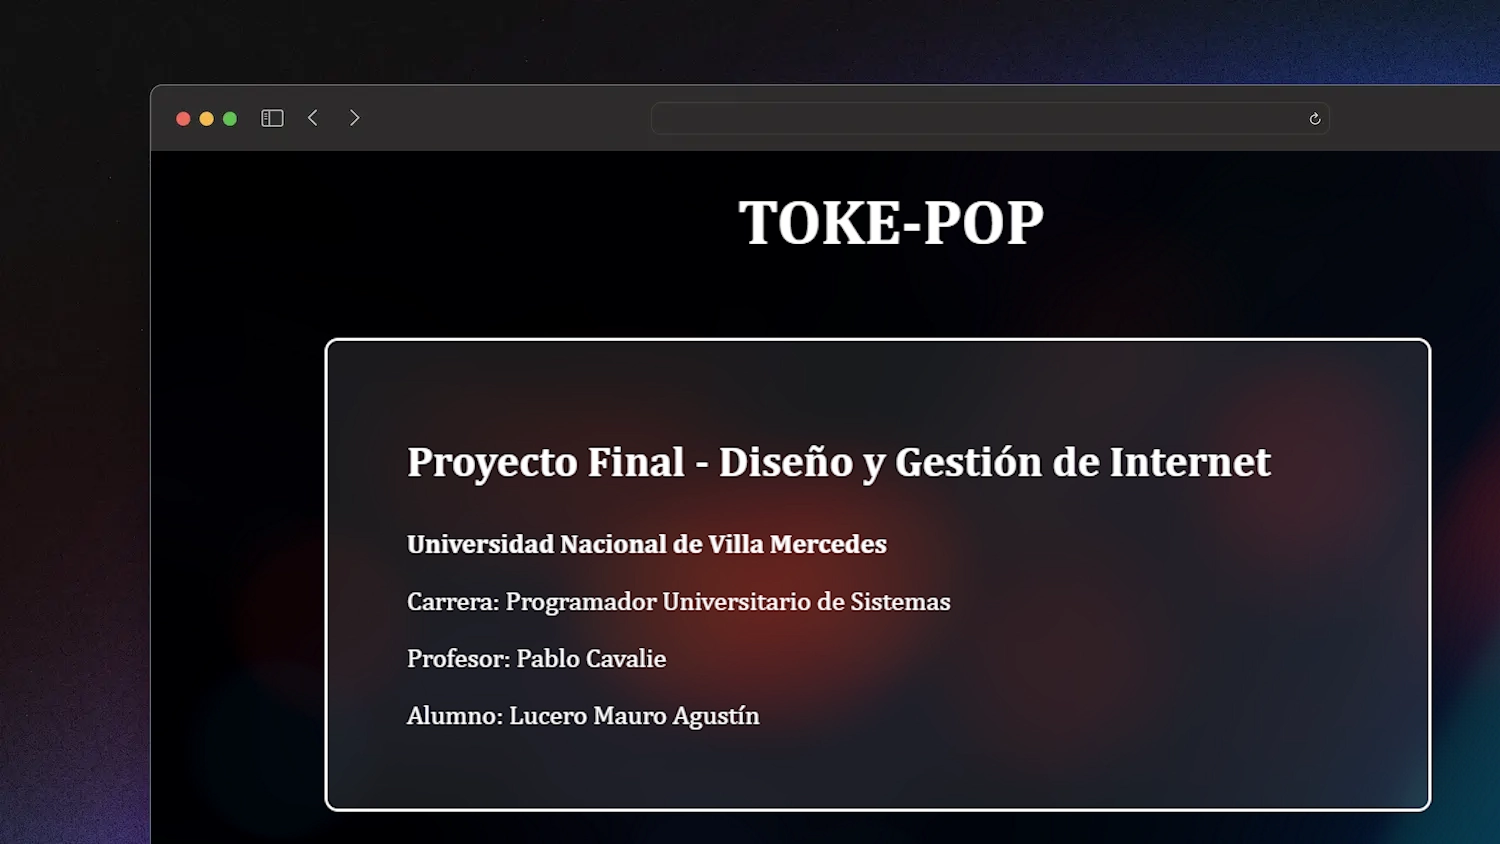 TOKE-POP
Proyecto Final - Diseño y Gestión de Internet
Universidad Nacional de Villa Mercedes
Carrera: Programador Universitario de Sistemas
Profesor: Pablo Cavalie
Alumno: Lucero Mauro Agustín